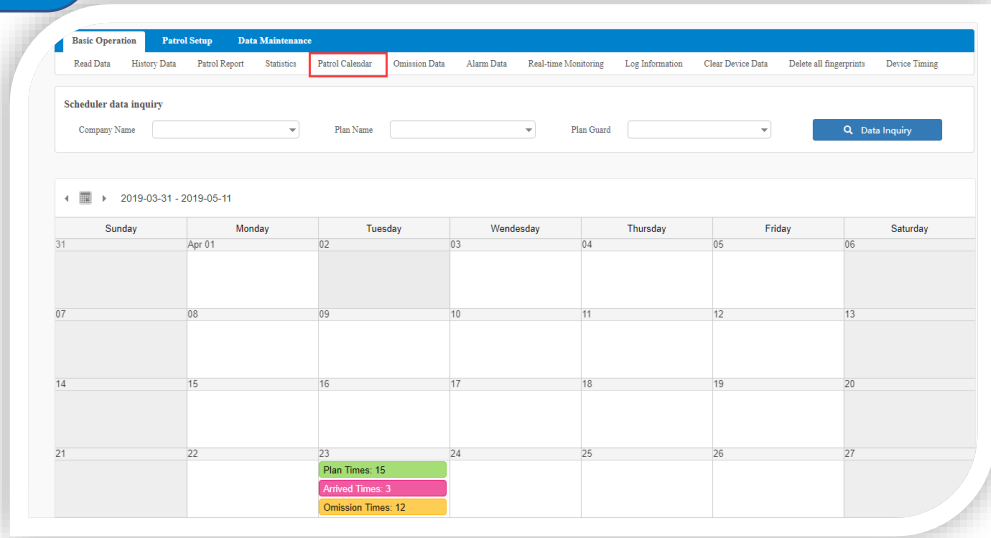 Basic Operation Patrol Setup Data Maintenance
Read Data History Data Patrol Report Statistics Patrol Calendar Omission Data Alarm Data Real-time Monitoring Log Information Clear Device Data Delete all fingerprints Device Timing
Scheduler data inquiry
Company Name Plan Name Plan Guard Data Inquiry
2019-03-31 - 2019-05-11
Sunday Monday Tuesday Wendesday Thursday Friday Saturday
31 Apr 01 02 03 04 05 06
07 08 09 10 11 12 13
14 15 16 17 18 19 20
21 22 23 24 25 26 27
Plan Times: 15
Arrived Times: 3
Omission Times: 12